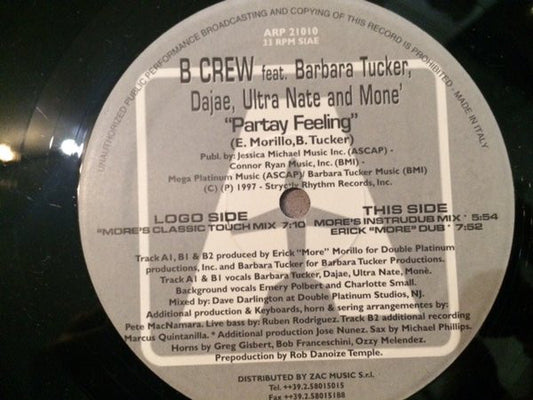 UNAUTHORIZED PUBLIC PERFORMANCE BROADCASTING AND COPYING OF THIS RECORD IS PROHIBITED - MADE IN ITALY
ARP 21010
33 RPM SIAE
B CREW feat. Barbara Tucker,
Dajae, Ultra Nate and Mone'
"Partay Feeling"
(E. Morillo,B.Tucker)
Publ. by: Jessica Michael Music Inc. (ASCAP) -
Connor Ryan Music, Inc. (BMI) -
Mega Platinum Music (ASCAP) Barbara Tucker Music (BMI)
(C) (P) 1997 - Stryctly Rhythm Records, Inc.
LOGO SIDE
"MORE'S CLASSIC TOUCH MIX 7:10
THIS SIDE
MORE'S INSTRUDUB MIX * 5:54
ERICK "MORE" DUB * 7:52
Track A1, B1 & B2 produced by Erick "More" Morillo for Double Platinum
productions, Inc. and Barbara Tucker for Barbara Tucker Productions.
Track A1 & B1 vocals Barbara Tucker, Dajae, Ultra Nate, Monè.
Background vocals Emery Polbert and Charlotte Small.
Mixed by: Dave Darlington at Double Platinum Studios, NJ.
Additional production & Keyboards, horn & sering arrangementes by:
Pete MacNamara. Live bass by: Ruben Rodriguez. Track B2 additional recording
Marcus Quintanilla. * Additional production Jose Nunez. Sax by Michael Phillips.
Horns by Greg Gisbert, Bob Franceschini, Ozzy Melendez.
Prepoduction by Rob Danoize Temple.
DISTRIBUTED BY ZAC MUSIC S.r.l.
Tel. ++39.2.58015015
Fax ++39.2.58015188